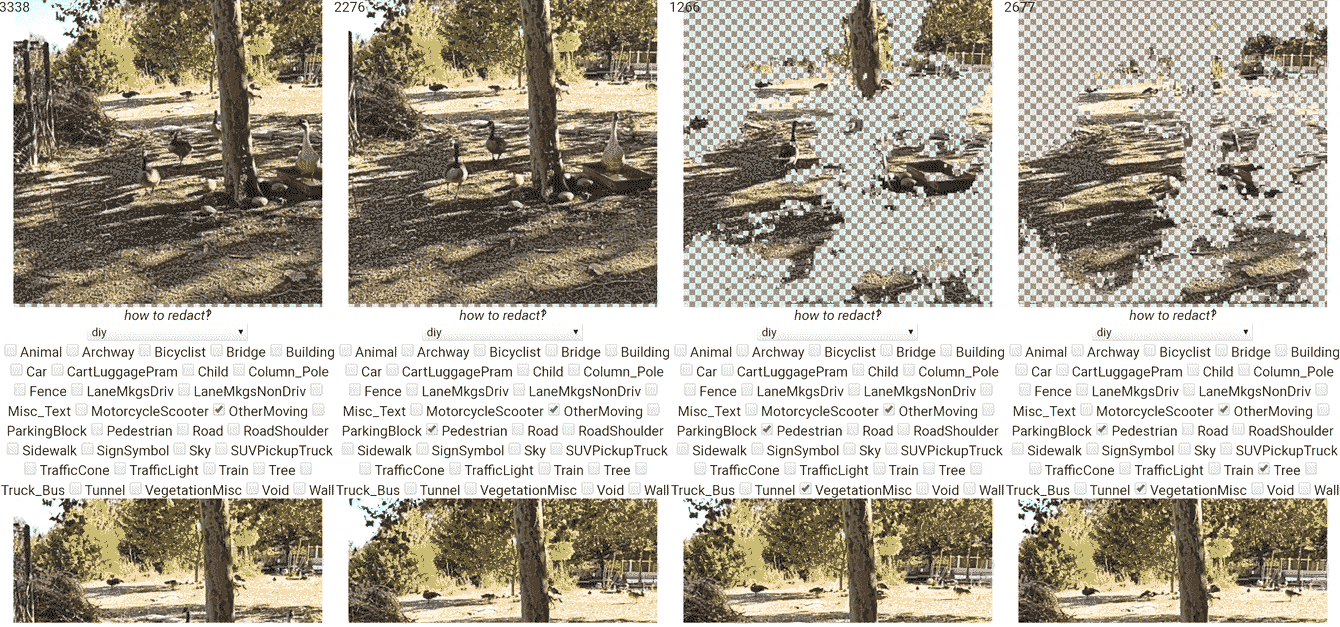 3338 2276 1266 2677
how to redact? how to redact? how to redact? how to redact?
diy diy diy diy
Animal Archway Bicyclist Bridge Building Animal Archway Bicyclist Bridge Building Animal Archway Bicyclist Bridge Building Animal Archway Bicyclist Bridge Building
Car CartLuggagePram Child Column_Pole Car CartLuggagePram Child Column_Pole Car CartLuggagePram Child Column_Pole Car CartLuggagePram Child Column_Pole
Fence LaneMkgsDriv LaneMkgsNonDriv Fence LaneMkgsDriv LaneMkgsNonDriv Fence LaneMkgsDriv LaneMkgsNonDriv Fence LaneMkgsDriv LaneMkgsNonDriv
Misc_Text MotorcycleScooter OtherMoving Misc_Text MotorcycleScooter OtherMoving Misc_Text MotorcycleScooter OtherMoving Misc_Text MotorcycleScooter OtherMoving
ParkingBlock Pedestrian Road RoadShoulder ParkingBlock Pedestrian Road RoadShoulder ParkingBlock Pedestrian Road RoadShoulder ParkingBlock Pedestrian Road RoadShoulder
Sidewalk SignSymbol Sky SUVPickupTruck Sidewalk SignSymbol Sky SUVPickupTruck Sidewalk SignSymbol Sky SUVPickupTruck Sidewalk SignSymbol Sky SUVPickupTruck
TrafficCone TrafficLight Train Tree TrafficCone TrafficLight Train Tree TrafficCone TrafficLight Train Tree TrafficCone TrafficLight Train Tree
Truck_Bus Tunnel VegetationMisc Void Wall Truck_Bus Tunnel VegetationMisc Void Wall Truck_Bus Tunnel VegetationMisc Void Wall Truck_Bus Tunnel VegetationMisc Void Wall